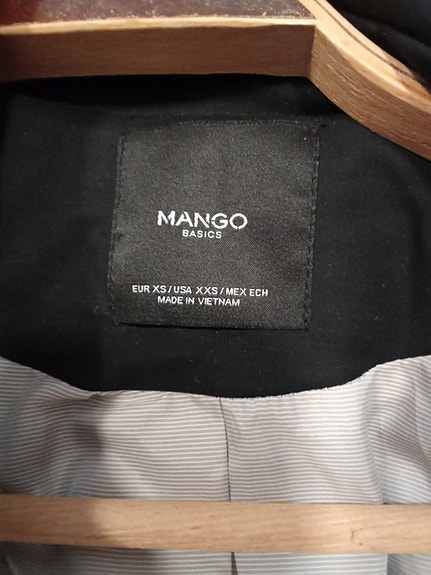 MANGO
BASICS
EUR XS / USA XXS / MEX ECH
MADE IN VIETNAM